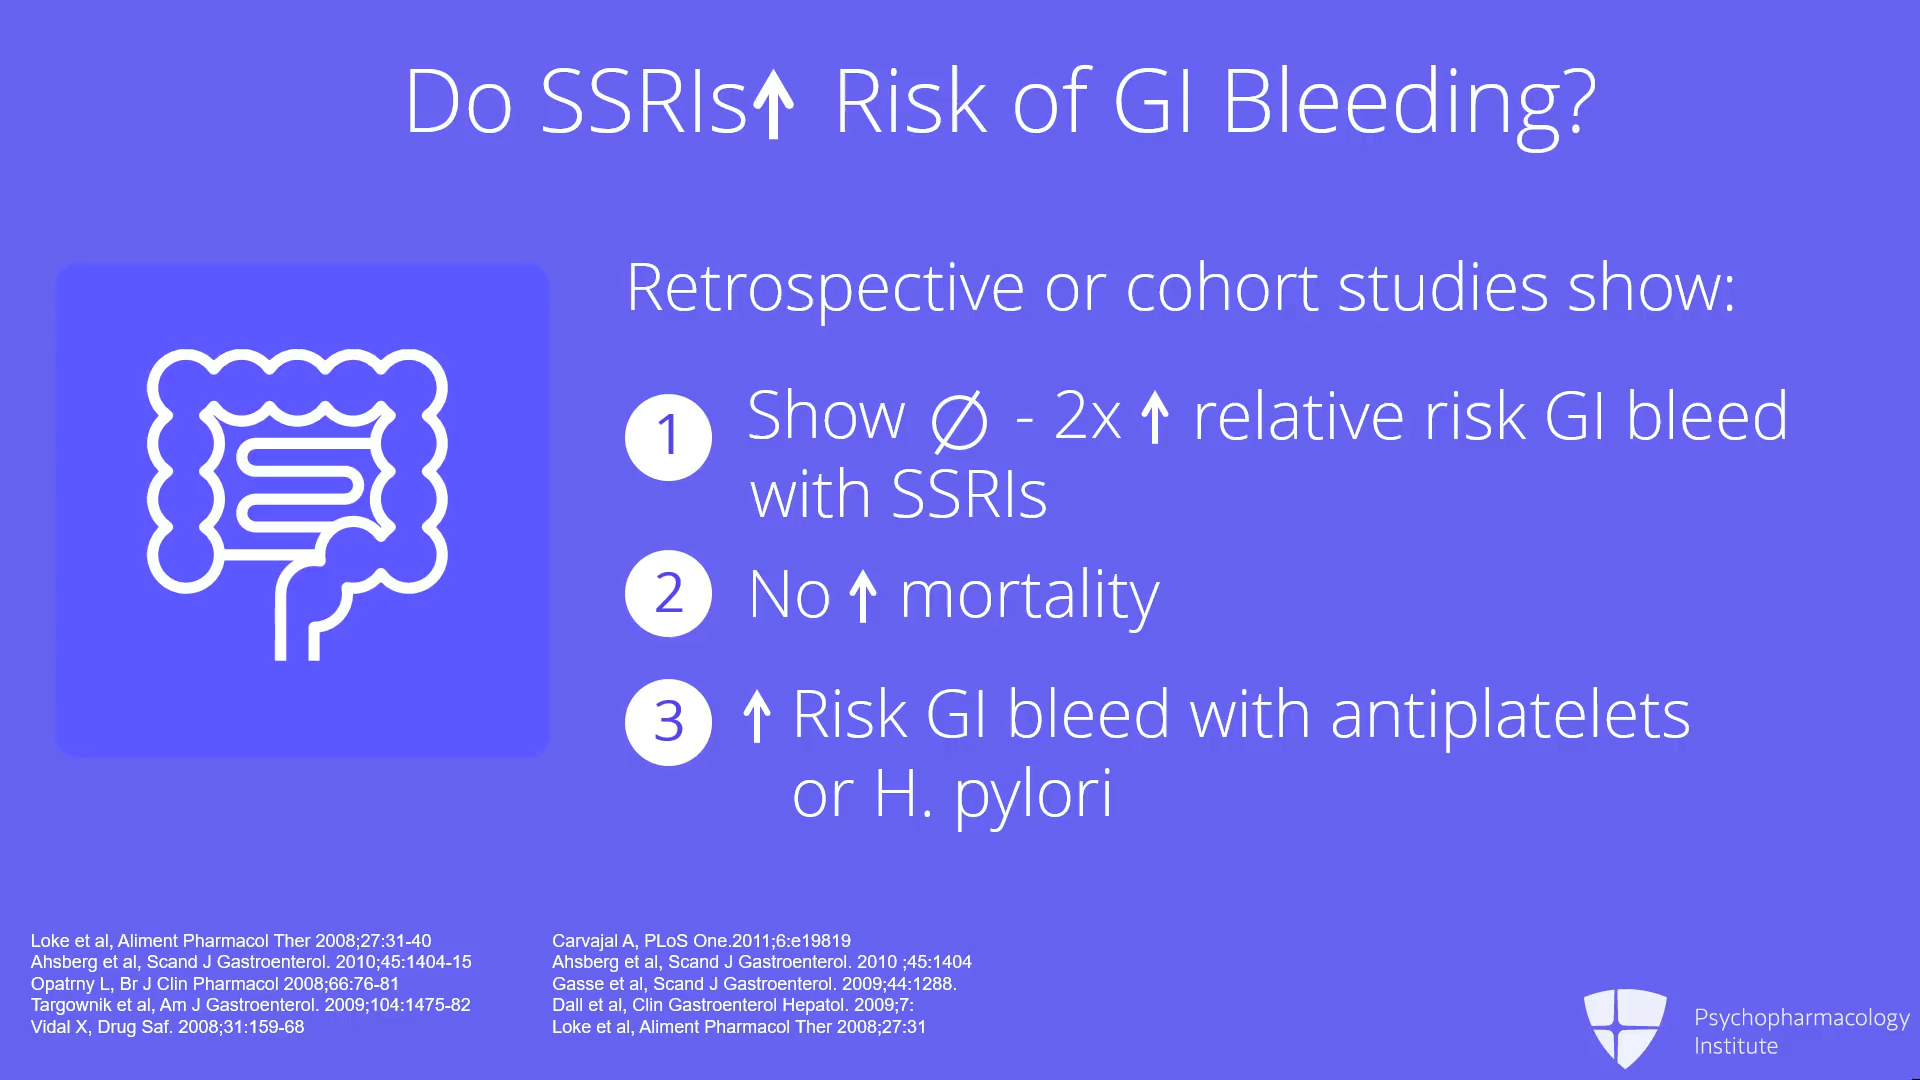 Do SSRIs↑ Risk of GI Bleeding?
Retrospective or cohort studies show:
1 Show ∅ - 2x ↑ relative risk GI bleed
with SSRIs
2 No ↑ mortality
3 ↑ Risk GI bleed with antiplatelets
or H. pylori
Loke et al, Aliment Pharmacol Ther 2008;27:31-40
Ahsberg et al, Scand J Gastroenterol. 2010;45:1404-15
Opatrny L, Br J Clin Pharmacol 2008;66:76-81
Targownik et al, Am J Gastroenterol. 2009;104:1475-82
Vidal X, Drug Saf. 2008;31:159-68
Carvajal A, PLoS One.2011;6:e19819
Ahsberg et al, Scand J Gastroenterol. 2010 ;45:1404
Gasse et al, Scand J Gastroenterol. 2009;44:1288.
Dall et al, Clin Gastroenterol Hepatol. 2009;7:
Loke et al, Aliment Pharmacol Ther 2008;27:31
Psychopharmacology
Institute